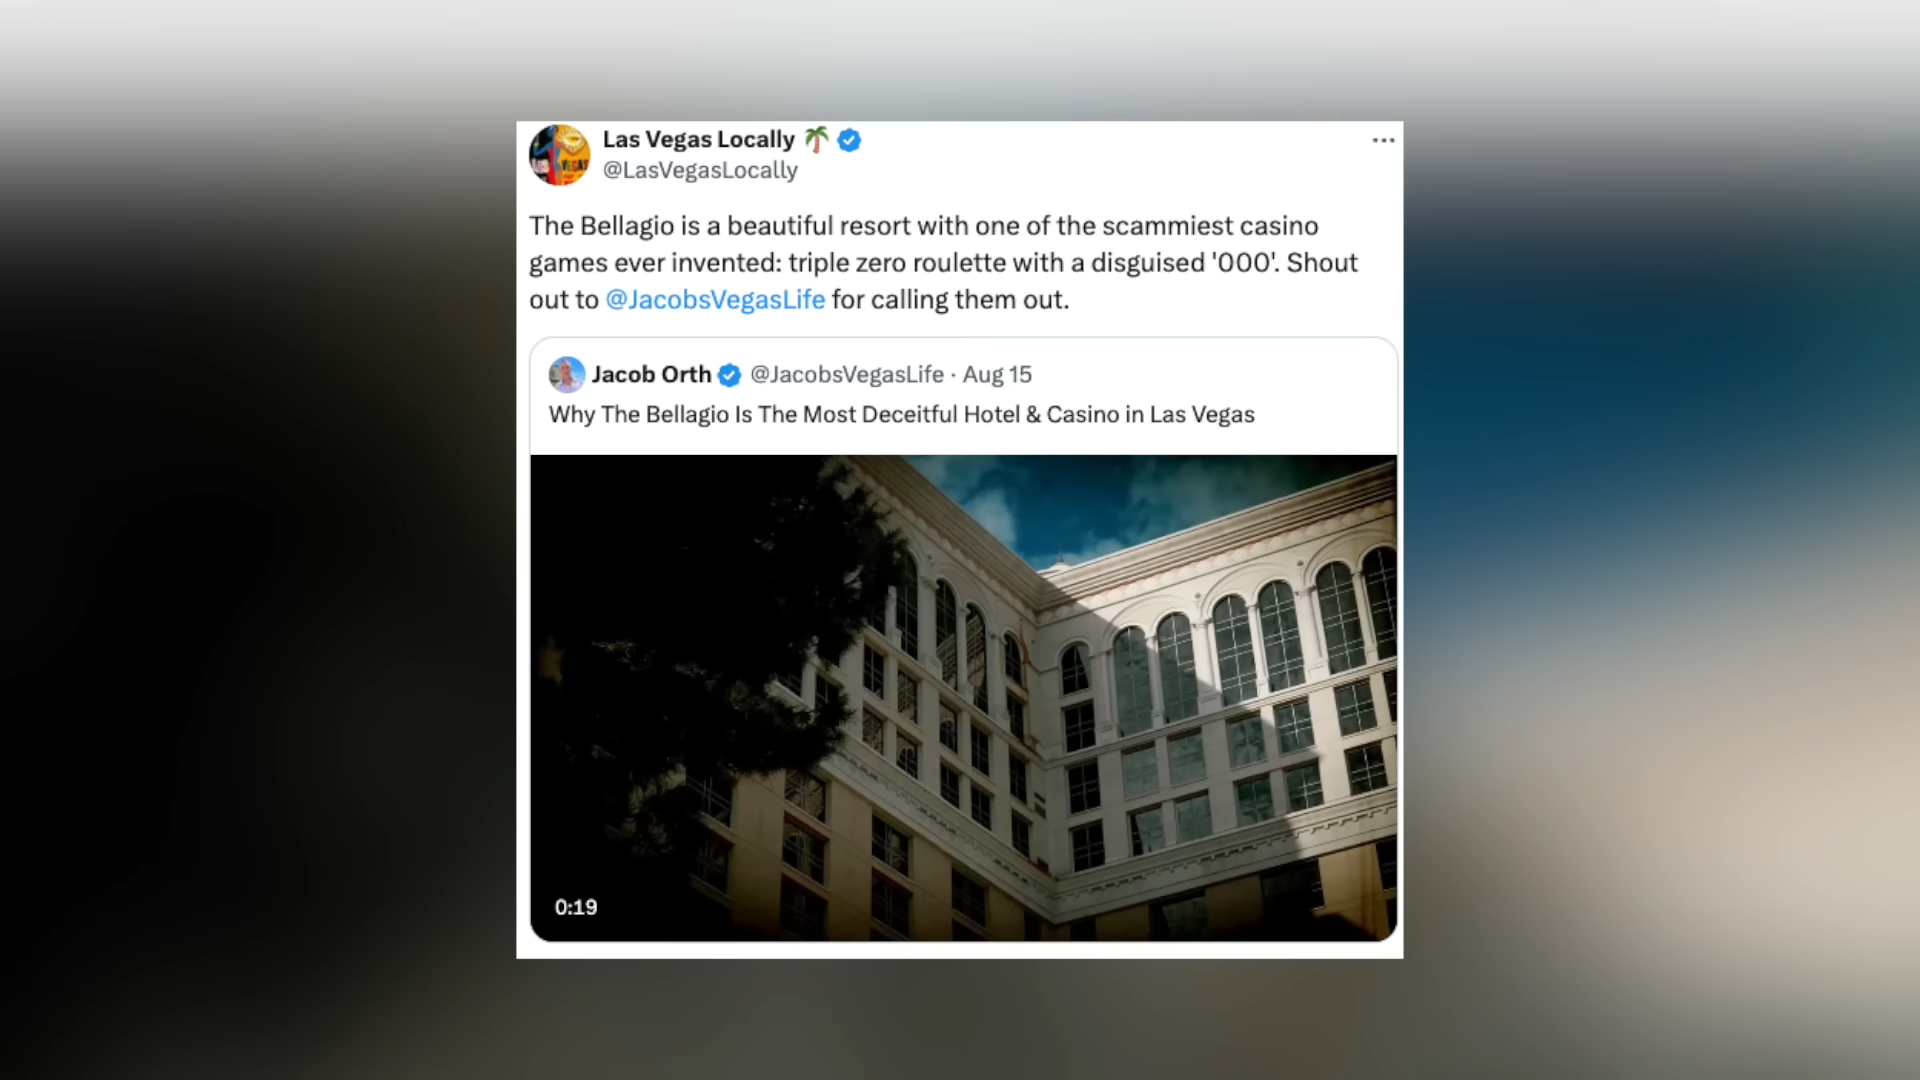 Las Vegas Locally 🌴
@LasVegasLocally
The Bellagio is a beautiful resort with one of the scammiest casino
games ever invented: triple zero roulette with a disguised '000'. Shout
out to @JacobsVegasLife for calling them out.
Jacob Orth @JacobsVegasLife · Aug 15
Why The Bellagio Is The Most Deceitful Hotel & Casino in Las Vegas
0:19